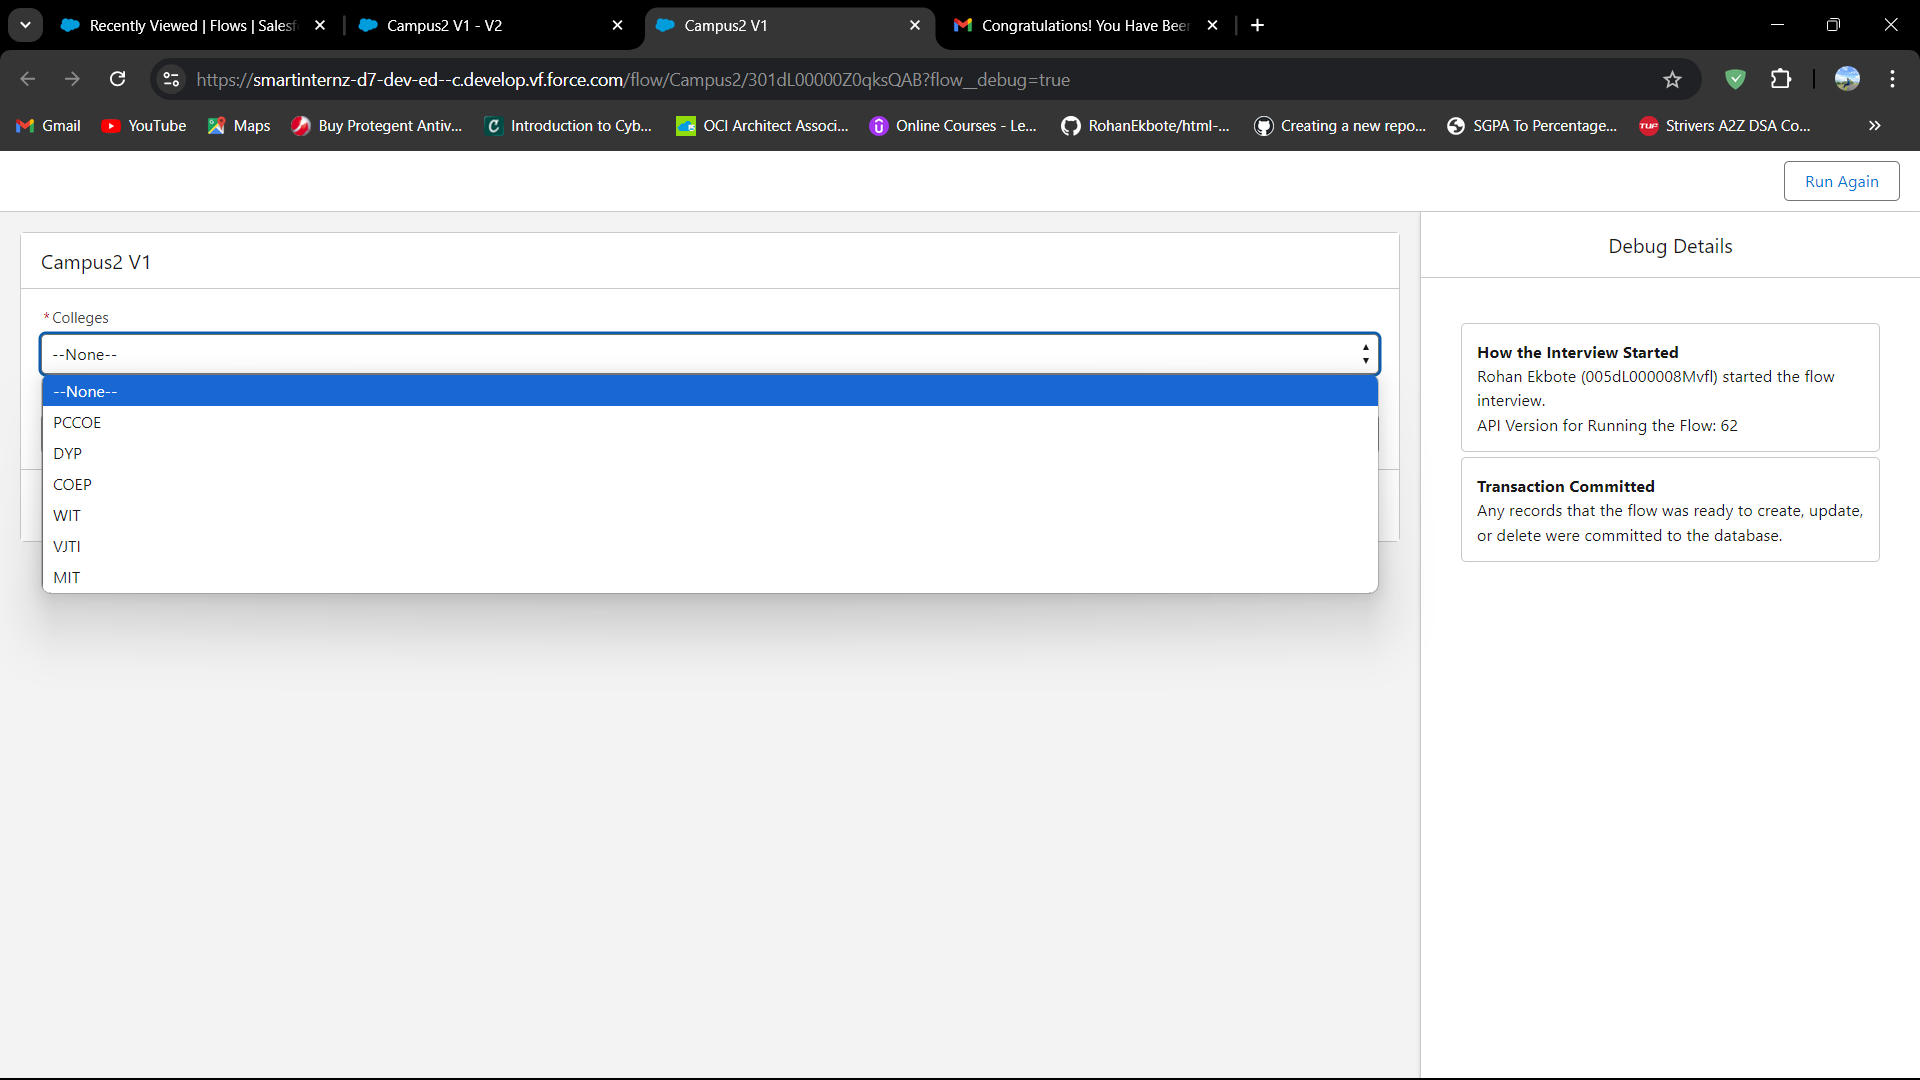 Recently Viewed | Flows | Salesf
Campus2 V1 - V2
Campus2 V1
Congratulations! You Have Beer
https://smartinternz-d7-dev-ed--c.develop.vf.force.com/flow/Campus2/301dL00000Z0qksQAB?flow__debug=true
Gmail
YouTube
Maps
Buy Protegent Antiv...
Introduction to Cyb...
OCI Architect Associ...
Online Courses - Le...
RohanEkbote/html-...
Creating a new repo...
SGPA To Percentage...
TUF
Strivers A2Z DSA Co...
Run Again
Campus2 V1
Debug Details
*Colleges
--None--
--None--
PCCOE
DYP
COEP
WIT
VJTI
MIT
How the Interview Started
Rohan Ekbote (005dL000008Mvfl) started the flow
interview.
API Version for Running the Flow: 62
Transaction Committed
Any records that the flow was ready to create, update,
or delete were committed to the database.